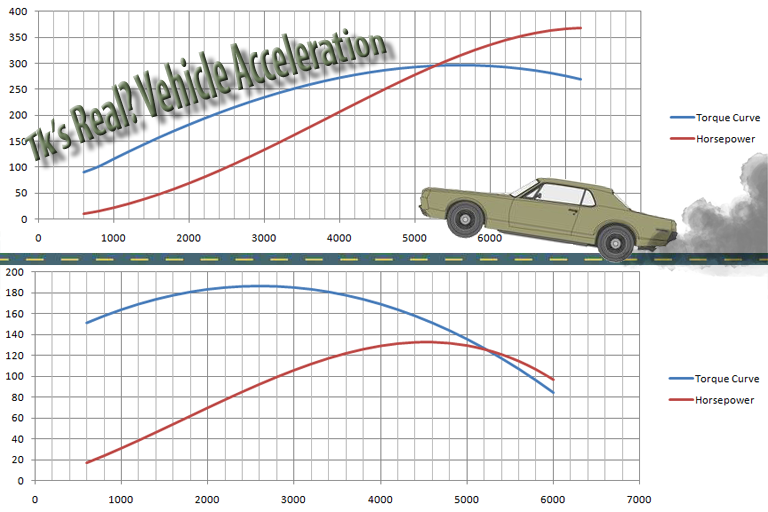 400
350
300
250
200
150
100
50
0
Tk's Real? Vehicle Acceleration
Torque Curve
Horsepower
0 1000 2000 3000 4000 5000 6000
200
180
160
140
120
100
80
60
40
20
0
Torque Curve
Horsepower
0 1000 2000 3000 4000 5000 6000 7000